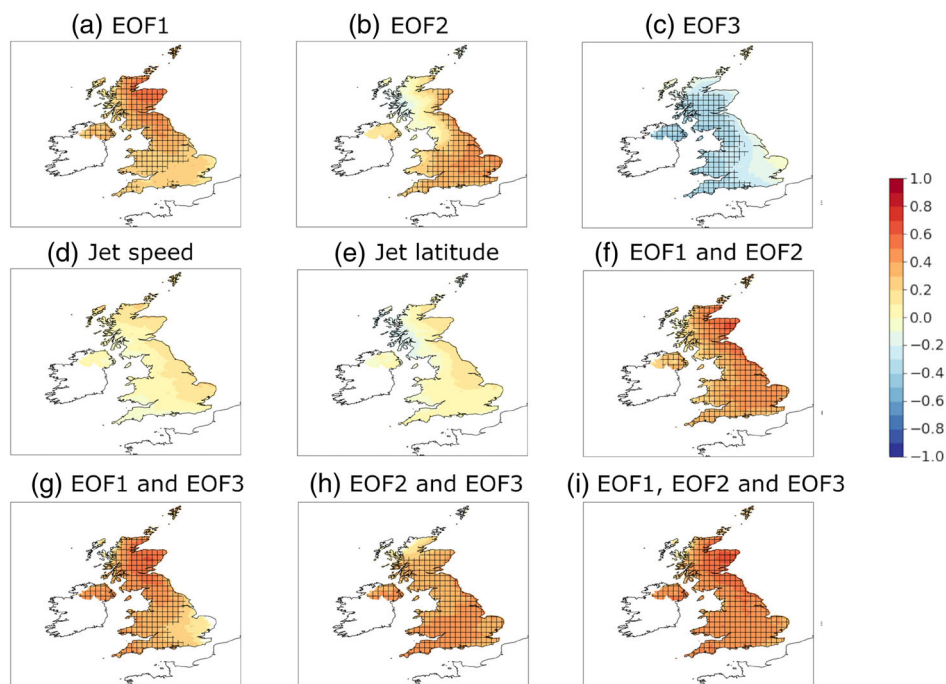 (a) EOF1
(b) EOF2
(c) EOF3
(d) Jet speed
(e) Jet latitude
(f) EOF1 and EOF2
(g) EOF1 and EOF3
(h) EOF2 and EOF3
(i) EOF1, EOF2 and EOF3
1.0
0.8
0.6
0.4
0.2
0.0
−0.2
−0.4
−0.6
−0.8
−1.0